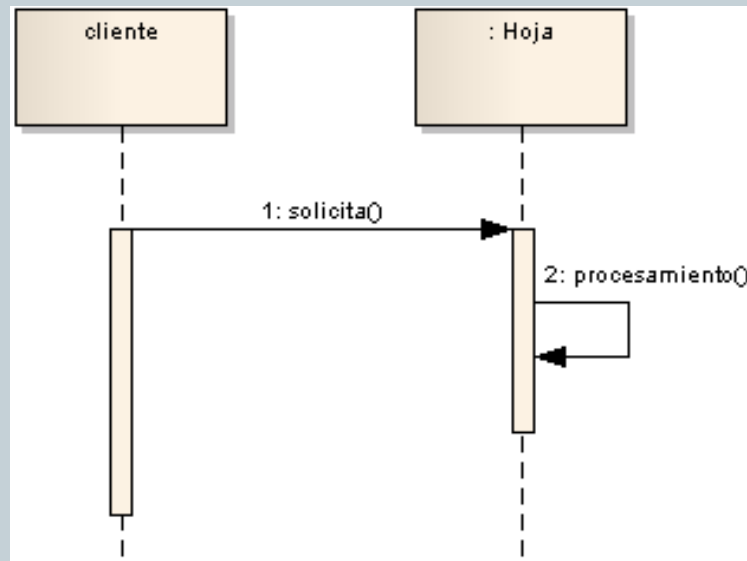 cliente
: Hoja
1: solicita()
2: procesamiento()